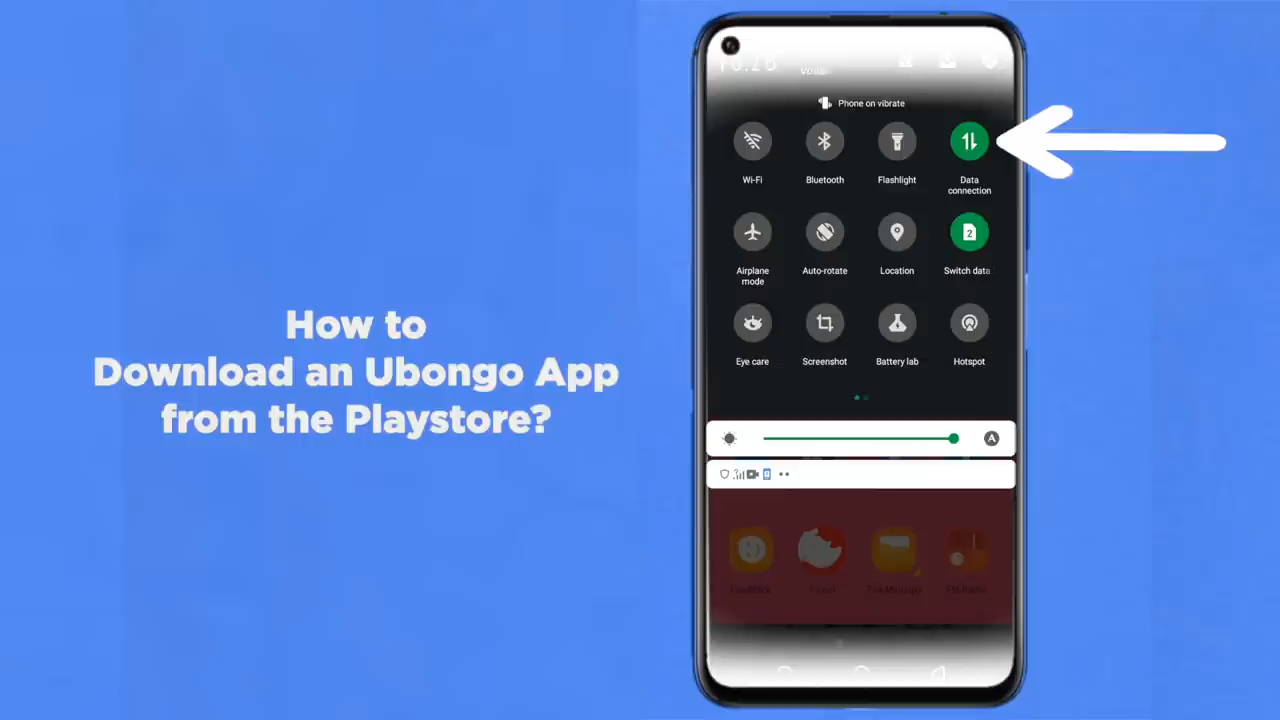 How to
Download an Ubongo App
from the Playstore?
Phone on vibrate
Wi-Fi
Bluetooth
Flashlight
Data
connection
Airplane
mode
Auto-rotate
Location
2
Switch data
Eye care
Screenshot
Battery lab
Hotspot
A